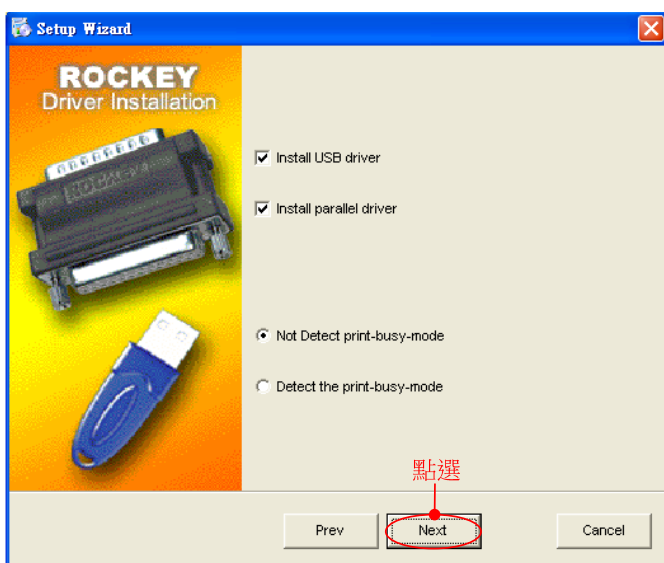 Setup Wizard
ROCKEY
Driver Installation
ROCKEY
Install USB driver
Install parallel driver
Not Detect print-busy-mode
Detect the print-busy-mode
點選
Prev
Next
Cancel